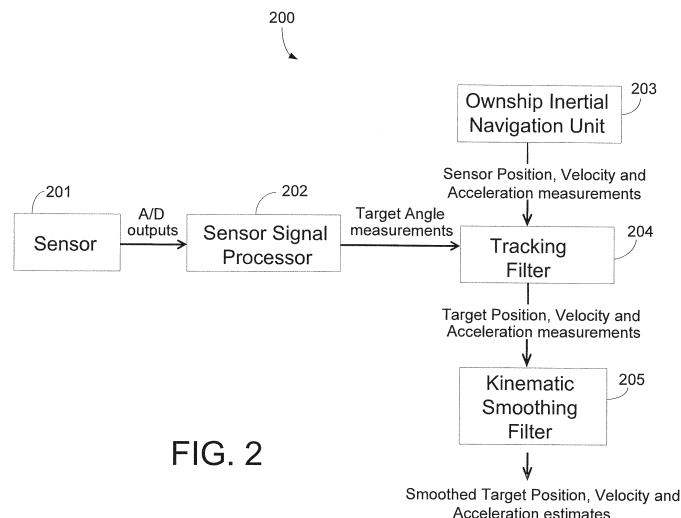 200
203
Ownship Inertial
Navigation Unit
Sensor Position, Velocity and
Acceleration measurements
201
Sensor
A/D
outputs
202
Sensor Signal
Processor
Target Angle
measurements
204
Tracking
Filter
Target Position, Velocity and
Acceleration measurements
205
Kinematic
Smoothing
Filter
FIG. 2
Smoothed Target Position, Velocity and
Acceleration estimates